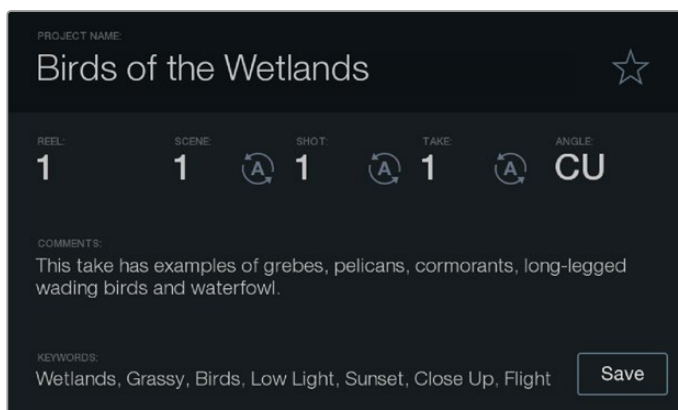 PROJECT NAME:
Birds of the Wetlands
REEL: SCENE: SHOT: TAKE: ANGLE:
1 1 A 1 A 1 A CU
COMMENTS:
This take has examples of grebes, pelicans, cormorants, long-legged
wading birds and waterfowl.
KEYWORDS:
Wetlands, Grassy, Birds, Low Light, Sunset, Close Up, Flight
Save